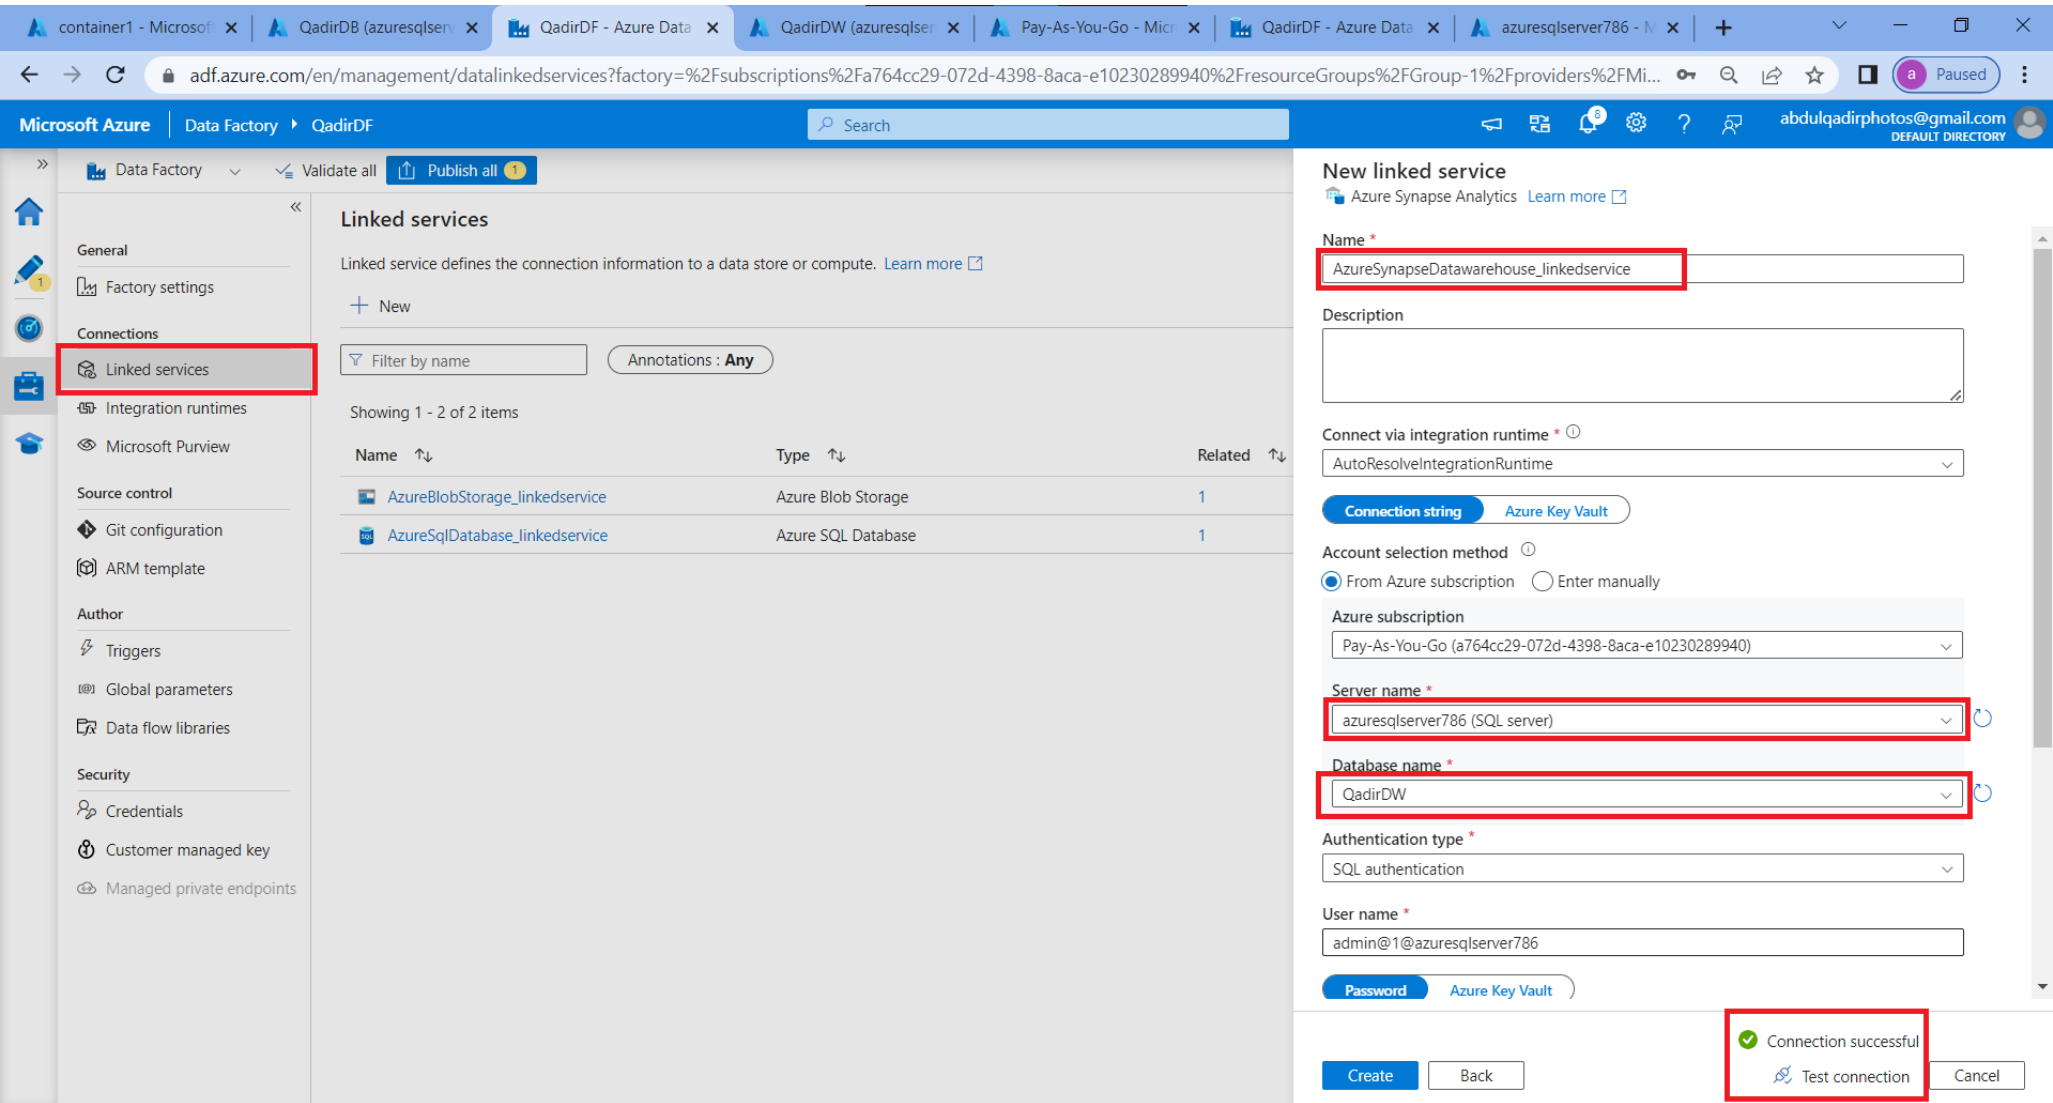 container1 - Microsoft
QadirDB (azuresqlserv
QadirDF - Azure Data
QadirDW (azuresqlser
Pay-As-You-Go - Micr
QadirDF - Azure Data
azuresqlserver786 - M
adf.azure.com/en/management/datalinkedservices?factory=%2Fsubscriptions%2Fa764cc29-072d-4398-8aca-e10230289940%2FresourceGroups%2FGroup-1%2Fproviders%2FMi...
a Paused
Microsoft Azure Data Factory QadirDF
Search
8
abdulqadirphotos@gmail.com
DEFAULT DIRECTORY
Data Factory
Validate all
Publish all 1
1
General
Factory settings
Connections
Linked services
Integration runtimes
Microsoft Purview
Source control
Git configuration
ARM template
Author
Triggers
Global parameters
Data flow libraries
Security
Credentials
Customer managed key
Managed private endpoints
Linked services
Linked service defines the connection information to a data store or compute. Learn more
New
Filter by name
Annotations : Any
Showing 1 - 2 of 2 items
Name Type Related
AzureBlobStorage_linkedservice Azure Blob Storage 1
SQL AzureSqlDatabase_linkedservice Azure SQL Database 1
New linked service
Azure Synapse Analytics Learn more
Name *
AzureSynapseDatawarehouse_linkedservice
Description
Connect via integration runtime *
AutoResolveIntegrationRuntime
Connection string Azure Key Vault
Account selection method
From Azure subscription Enter manually
Azure subscription
Pay-As-You-Go (a764cc29-072d-4398-8aca-e10230289940)
Server name *
azuresqlserver786 (SQL server)
Database name *
QadirDW
Authentication type *
SQL authentication
User name *
admin@1@azuresqlserver786
Password Azure Key Vault
Connection successful
Create Back Test connection Cancel